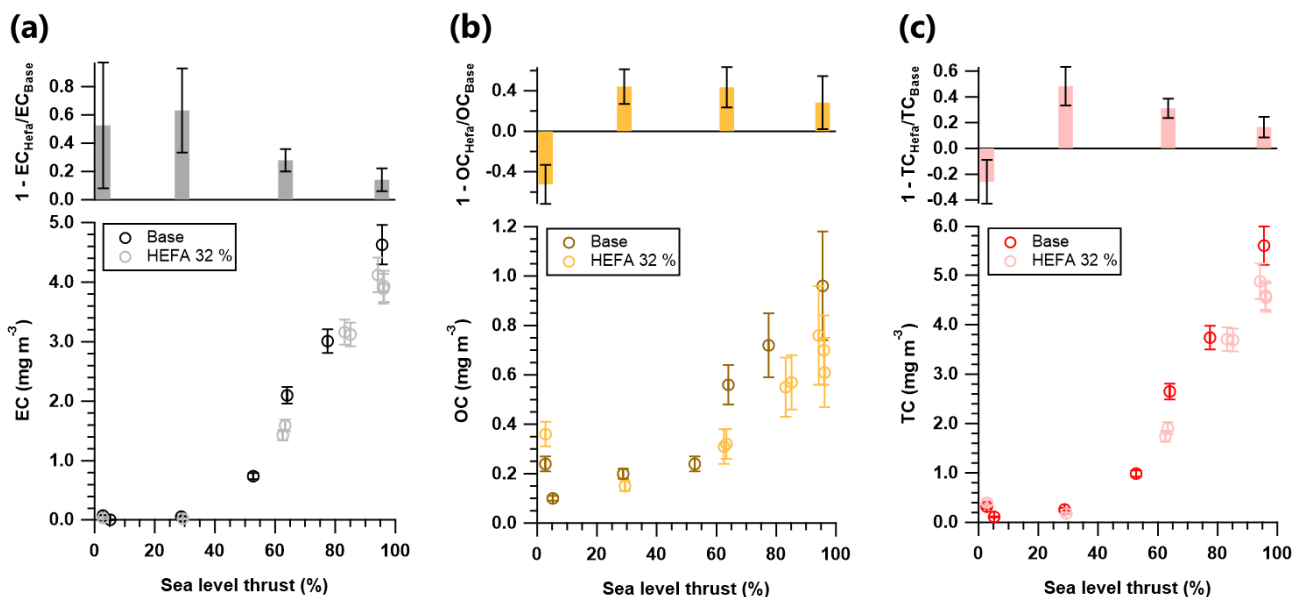 (a)
1 - EC_Hefa/EC_Base
0.8
0.6
0.4
0.2
0.0
Base
HEFA 32 %
EC (mg m⁻³)
5.0
4.0
3.0
2.0
1.0
0.0
0 20 40 60 80 100
Sea level thrust (%)
(b)
1 - OC_Hefa/OC_Base
0.4
0.0
-0.4
Base
HEFA 32 %
OC (mg m⁻³)
1.2
1.0
0.8
0.6
0.4
0.2
0.0
0 20 40 60 80 100
Sea level thrust (%)
(c)
1 - TC_Hefa/TC_Base
0.6
0.4
0.2
0.0
-0.2
-0.4
Base
HEFA 32 %
TC (mg m⁻³)
6.0
5.0
4.0
3.0
2.0
1.0
0.0
0 20 40 60 80 100
Sea level thrust (%)